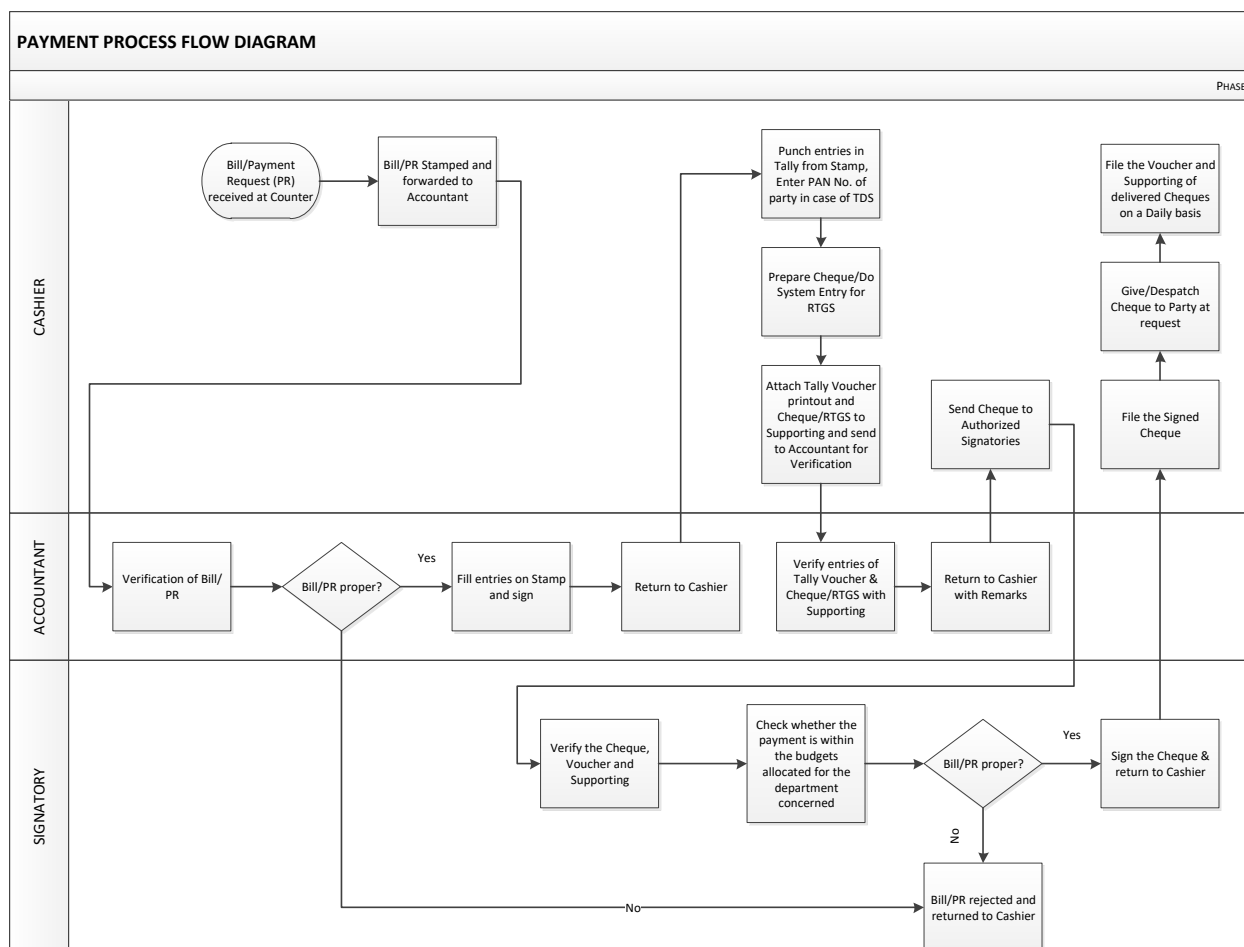 PAYMENT PROCESS FLOW DIAGRAM
PHASE
CASHIER
Bill/Payment
Request (PR)
received at Counter
Bill/PR Stamped and
forwarded to
Accountant
Punch entries in
Tally from Stamp,
Enter PAN No. of
party in case of TDS
Prepare Cheque/Do
System Entry for
RTGS
Attach Tally Voucher
printout and
Cheque/RTGS to
Supporting and send
to Accountant for
Verification
Send Cheque to
Authorized
Signatories
File the Voucher and
Supporting of
delivered Cheques
on a Daily basis
Give/Despatch
Cheque to Party at
request
File the Signed
Cheque
ACCOUNTANT
Verification of Bill/
PR
Bill/PR proper?
Yes
Fill entries on Stamp
and sign
Return to Cashier
Verify entries of
Tally Voucher &
Cheque/RTGS with
Supporting
Return to Cashier
with Remarks
SIGNATORY
Verify the Cheque,
Voucher and
Supporting
Check whether the
payment is within
the budgets
allocated for the
department
concerned
Bill/PR proper?
Yes
Sign the Cheque &
return to Cashier
No
No
Bill/PR rejected and
returned to Cashier